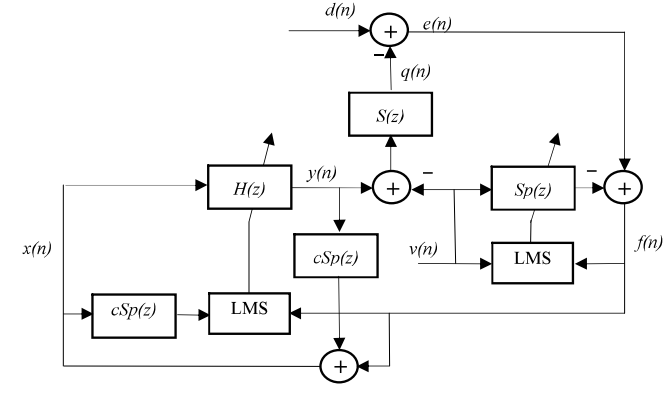 d(n)
e(n)
+
−
q(n)
S(z)
H(z)
y(n)
+
−
Sp(z)
−
+
x(n)
cSp(z)
v(n)
LMS
f(n)
cSp(z)
LMS
+